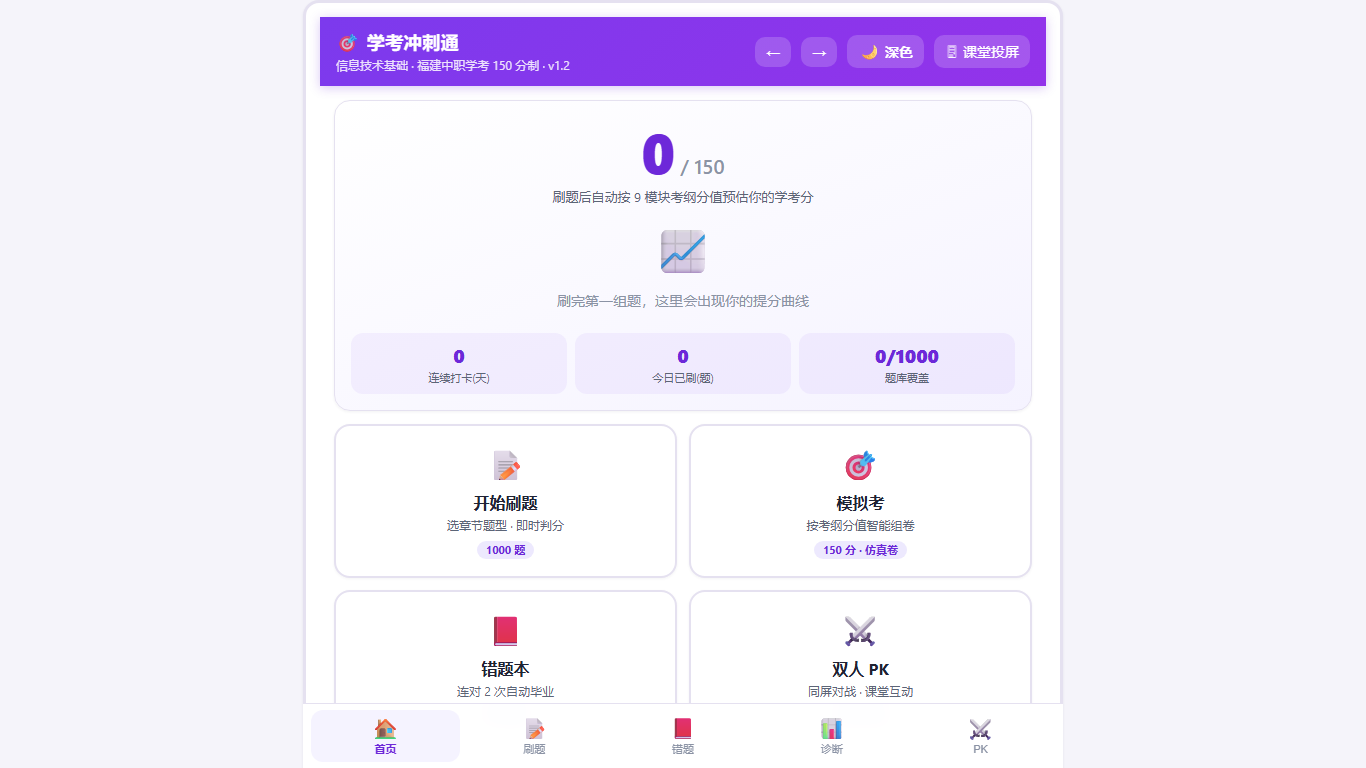 学考冲刺通
信息技术基础 · 福建中职学考 150 分制 · v1.2
← → 深色 课堂投屏
0 / 150
刷题后自动按 9 模块考纲分值预估你的学考分
刷完第一组题，这里会出现你的提分曲线
0 0 0/1000
连续打卡(天) 今日已刷(题) 题库覆盖
开始刷题
选章节题型 · 即时判分
1000 题
模拟考
按考纲分值智能组卷
150 分 · 仿真卷
错题本
连对 2 次自动毕业
双人 PK
同屏对战 · 课堂互动
首页 刷题 错题 诊断 PK